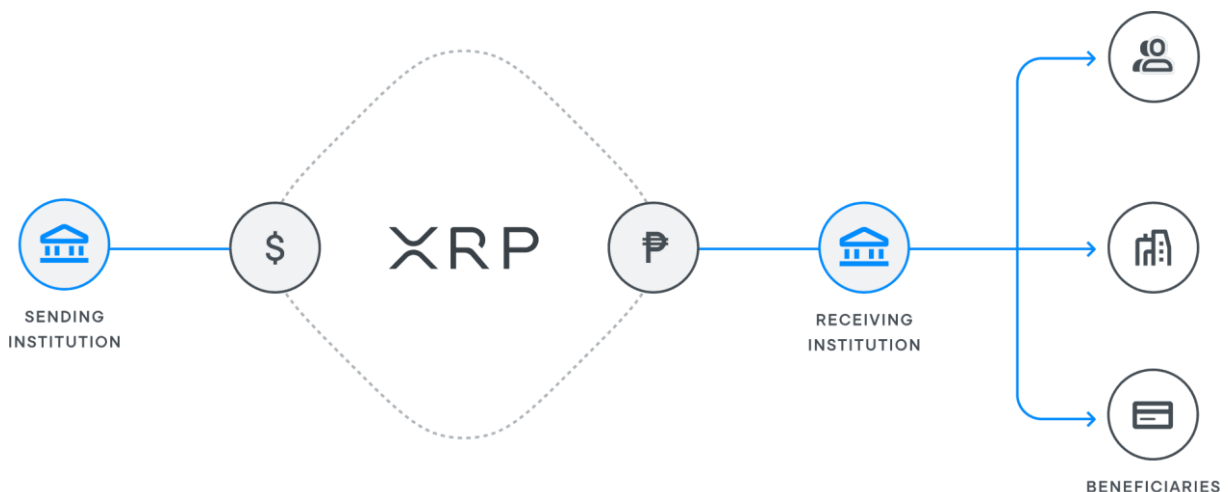 SENDING
INSTITUTION
$
XRP
₱
RECEIVING
INSTITUTION
BENEFICIARIES